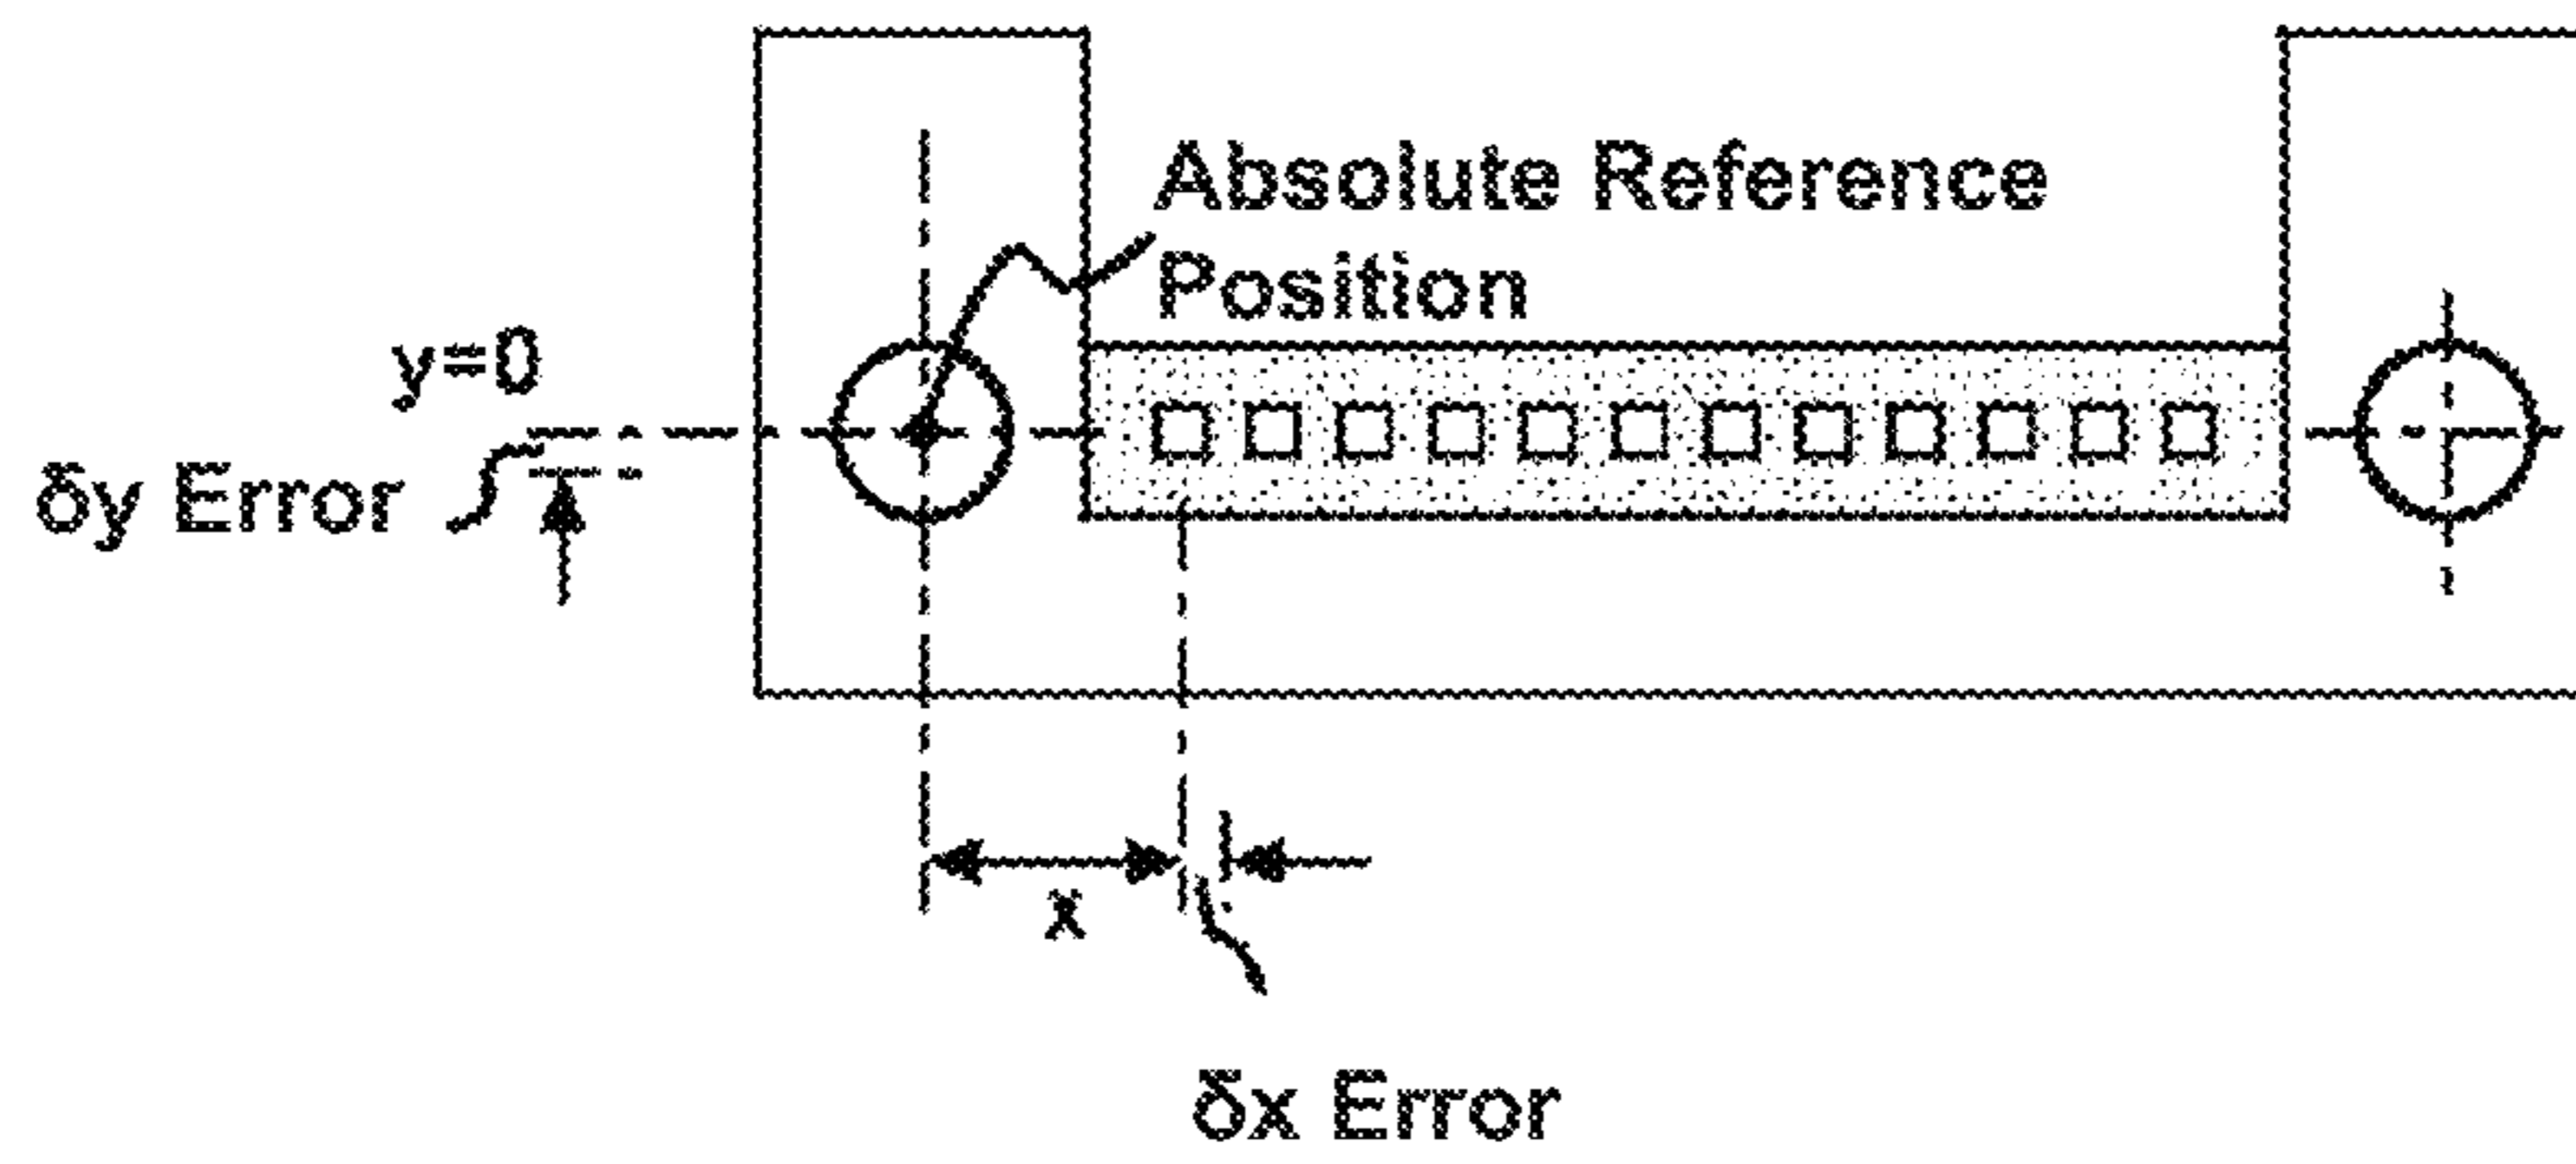 Absolute Reference
Position
y=0
δy Error
x
δx Error